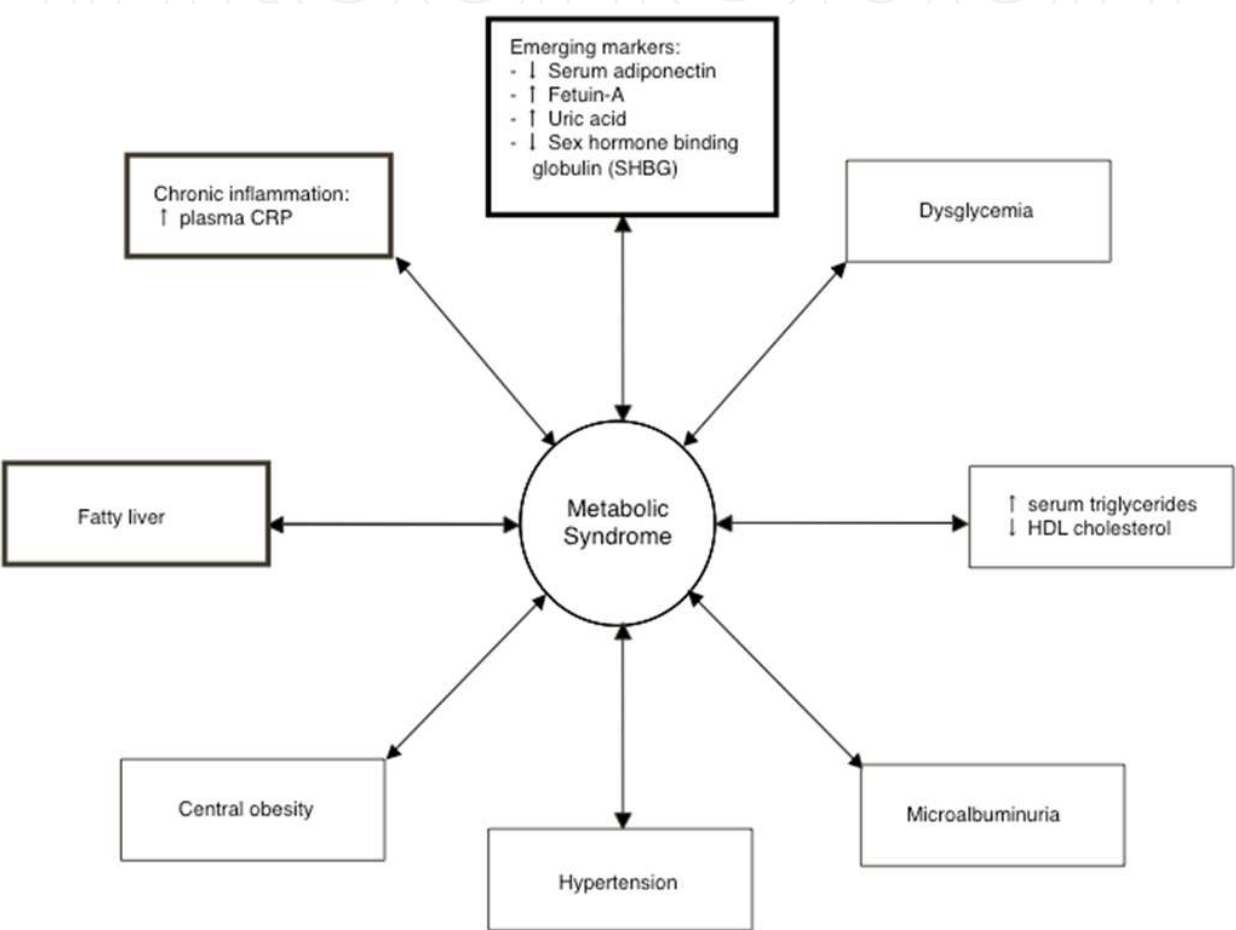 Emerging markers:
- ↓ Serum adiponectin
- ↑ Fetuin-A
- ↑ Uric acid
- ↓ Sex hormone binding
globulin (SHBG)
Chronic inflammation:
↑ plasma CRP
Dysglycemia
Fatty liver
Metabolic
Syndrome
↑ serum triglycerides
↓ HDL cholesterol
Central obesity
Microalbuminuria
Hypertension